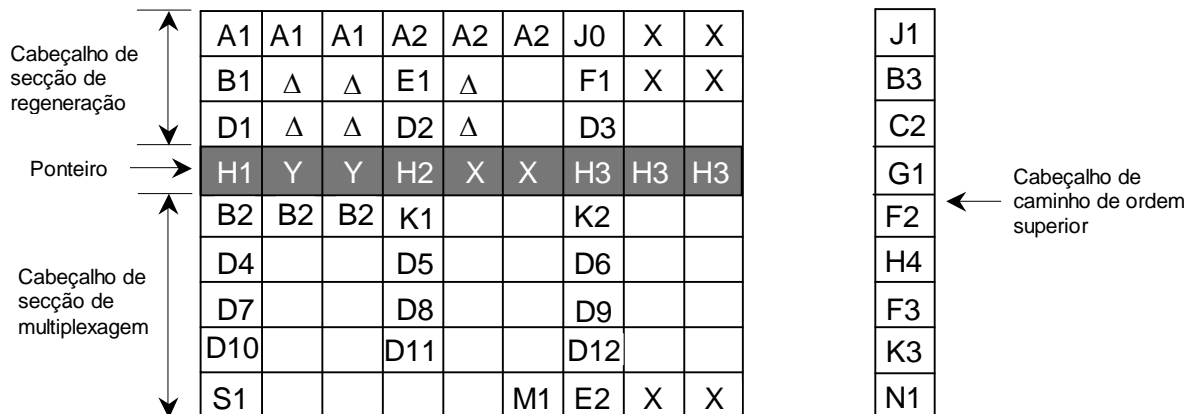 Cabeçalho de
secção de
regeneração
Ponteiro
Cabeçalho de
secção de
multiplexagem
A1 A1 A1 A2 A2 A2 J0 X X
B1 Δ Δ E1 Δ F1 X X
D1 Δ Δ D2 Δ D3
H1 Y Y H2 X X H3 H3 H3
B2 B2 B2 K1 K2
D4 D5 D6
D7 D8 D9
D10 D11 D12
S1 M1 E2 X X
J1
B3
C2
G1
F2
H4
F3
K3
N1
Cabeçalho de
caminho de ordem
superior